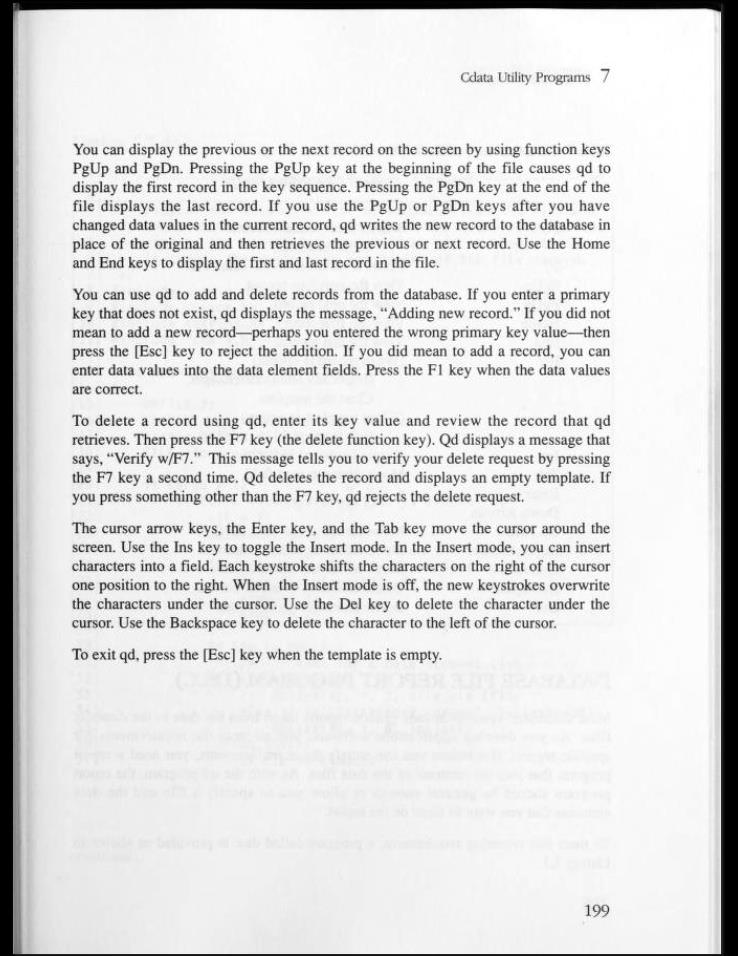 Cdata Utility Programs 7
You can display the previous or the next record on the screen by using function keys
PgUp and PgDn. Pressing the PgUp key at the beginning of the file causes qd to
display the first record in the key sequence. Pressing the PgDn key at the end of the
file displays the last record. If you use the PgUp or PgDn keys after you have
changed data values in the current record, qd writes the new record to the database in
place of the original and then retrieves the previous or next record. Use the Home
and End keys to display the first and last record in the file.
You can use qd to add and delete records from the database. If you enter a primary
key that does not exist, qd displays the message, “Adding new record.” If you did not
mean to add a new record—perhaps you entered the wrong primary key value—then
press the [Esc] key to reject the addition. If you did mean to add a record, you can
enter data values into the data element fields. Press the F1 key when the data values
are correct.
To delete a record using qd, enter its key value and review the record that qd
retrieves. Then press the F7 key (the delete function key). Qd displays a message that
says, “Verify w/F7.” This message tells you to verify your delete request by pressing
the F7 key a second time. Qd deletes the record and displays an empty template. If
you press something other than the F7 key, qd rejects the delete request.
The cursor arrow keys, the Enter key, and the Tab key move the cursor around the
screen. Use the Ins key to toggle the Insert mode. In the Insert mode, you can insert
characters into a field. Each keystroke shifts the characters on the right of the cursor
one position to the right. When the Insert mode is off, the new keystrokes overwrite
the characters under the cursor. Use the Del key to delete the character under the
cursor. Use the Backspace key to delete the character to the left of the cursor.
To exit qd, press the [Esc] key when the template is empty.
199